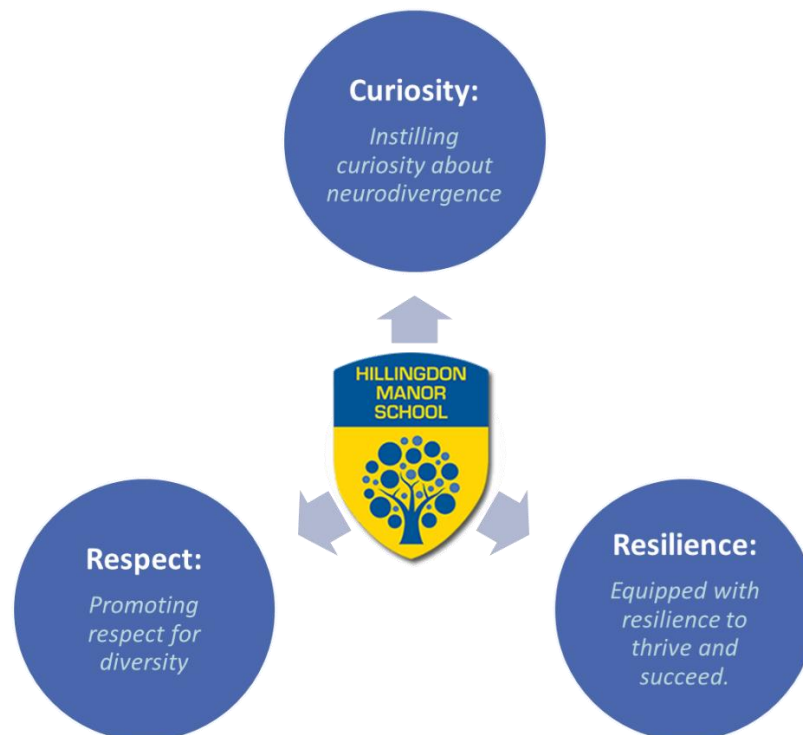 Curiosity:
Instilling
curiosity about
neurodivergence
HILLINGDON
MANOR
SCHOOL
Respect:
Promoting
respect for
diversity
Resilience:
Equipped with
resilience to
thrive and
succeed.